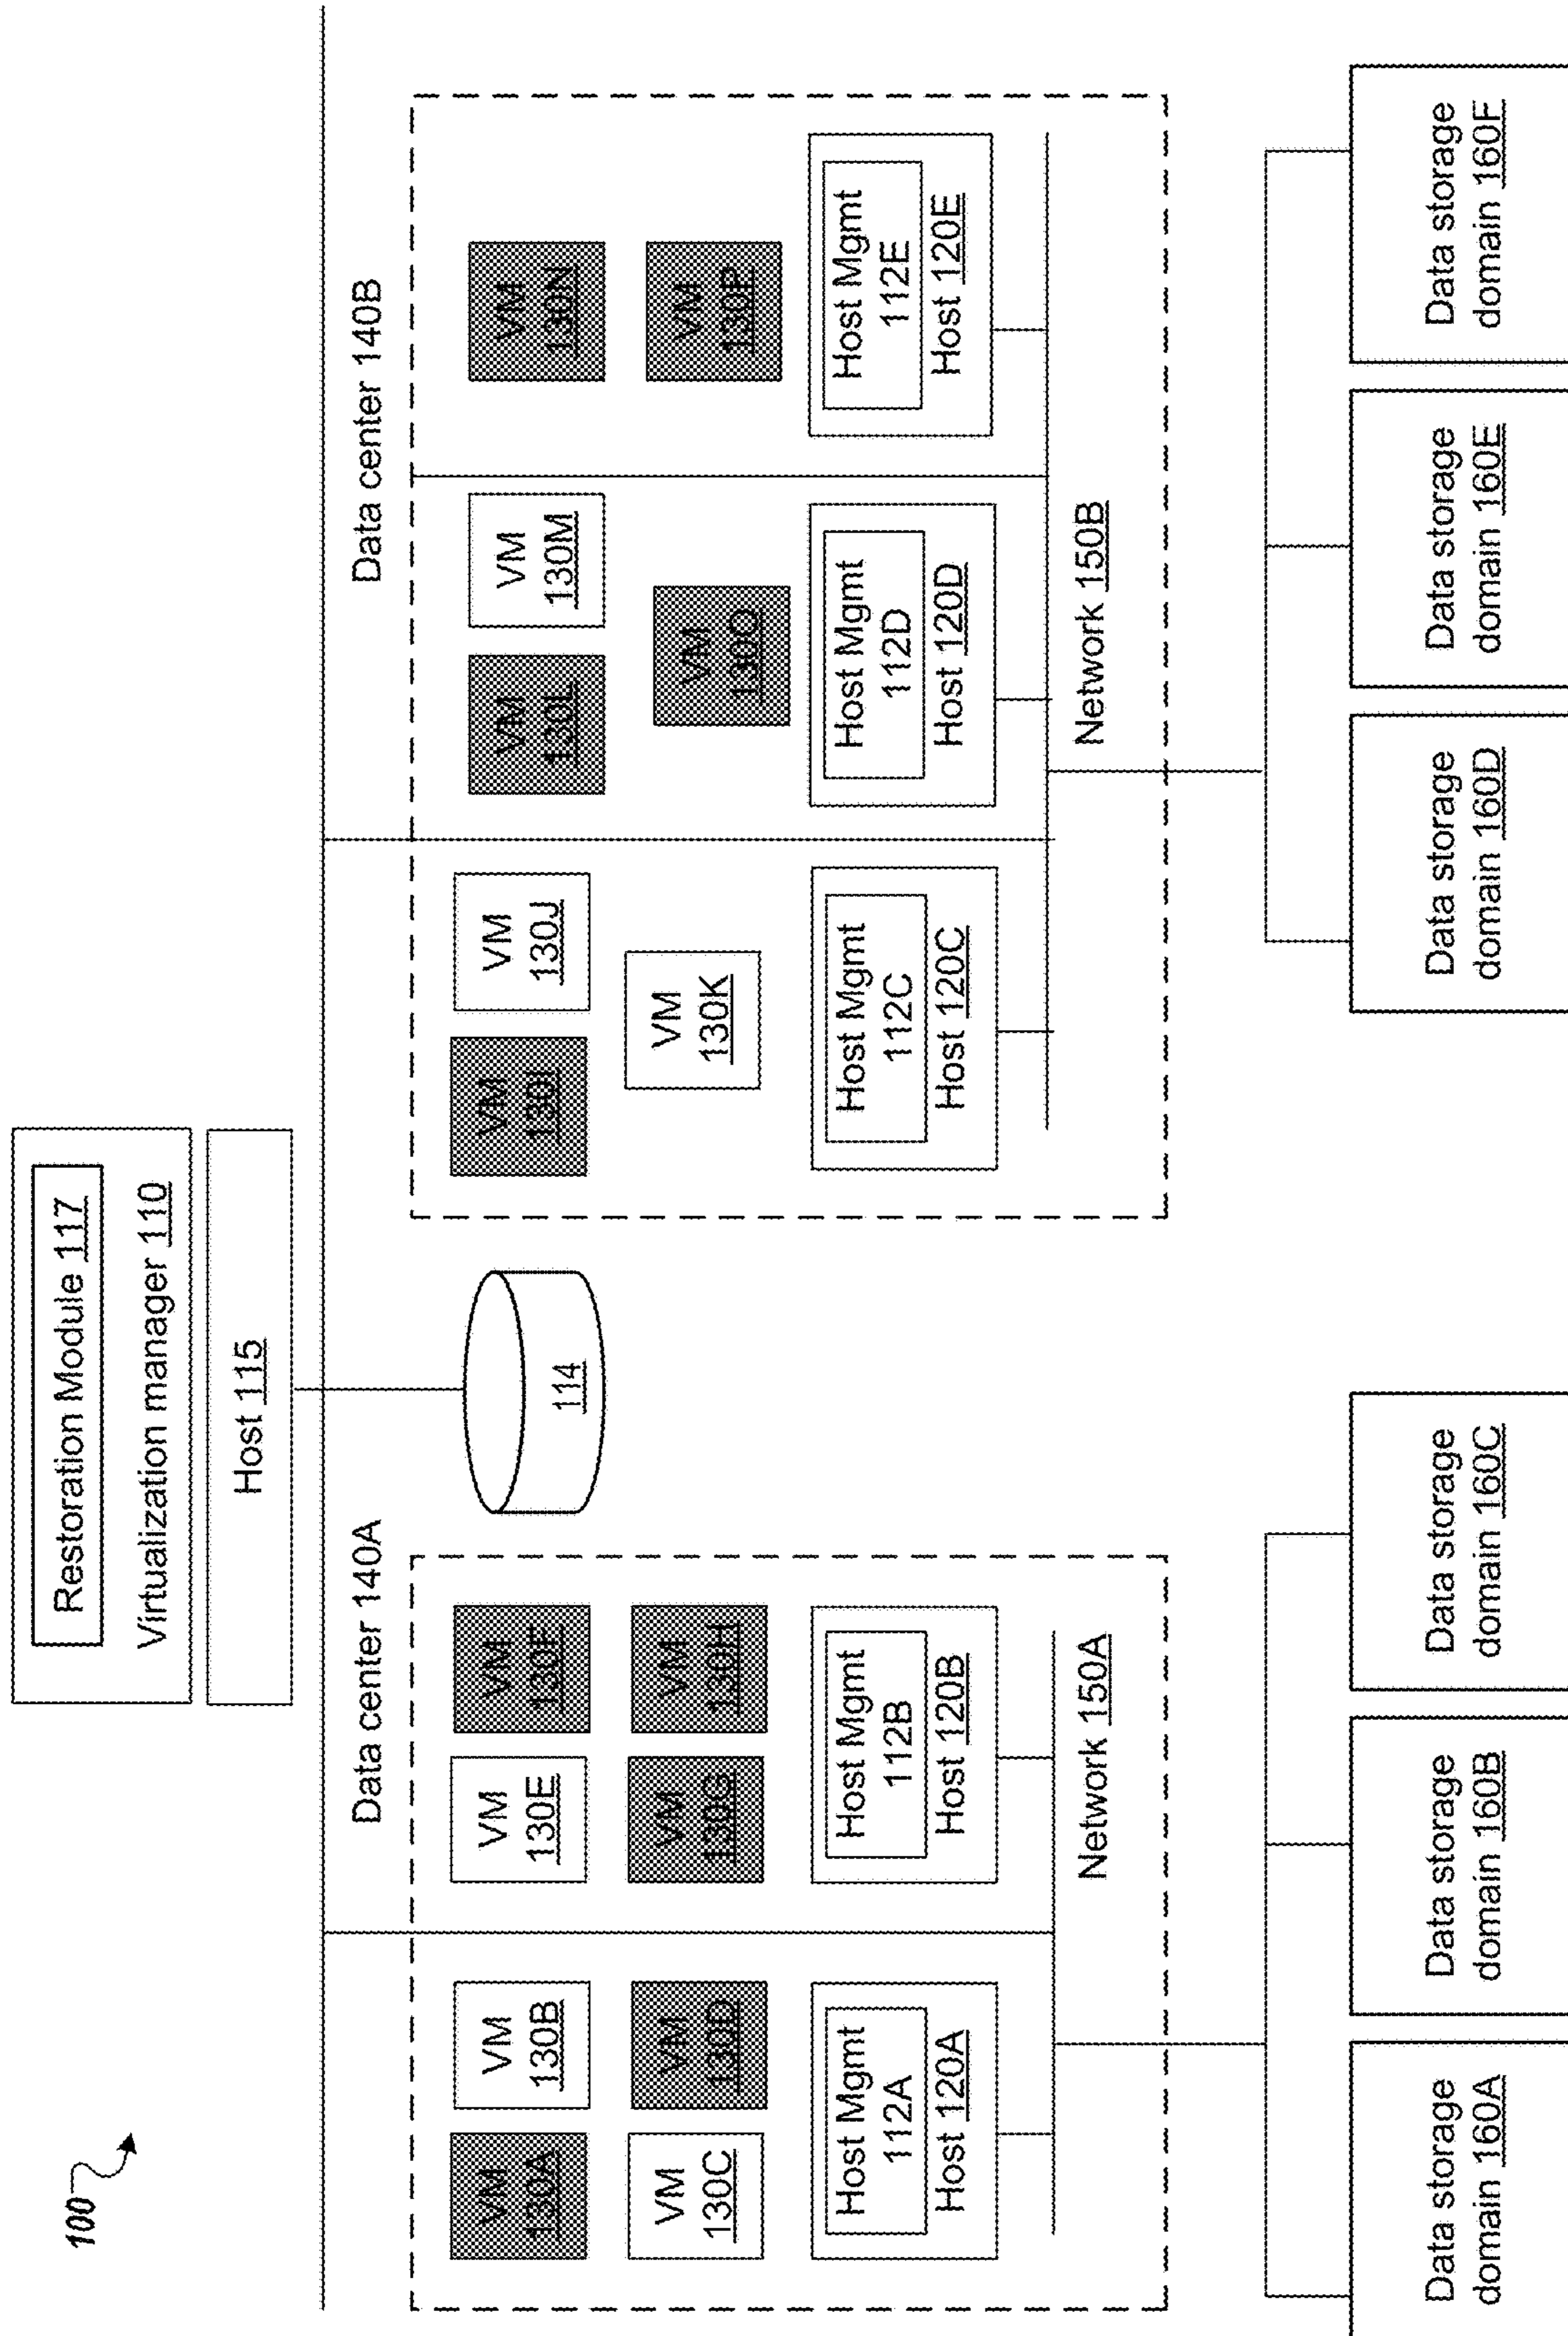 100
Restoration Module 117
Virtualization manager 110
Host 115
Data center 140A
Data center 140B
114
VM
130A
VM
130B
VM
130C
VM
130D
Host Mgmt
112A
Host 120A
VM
130E
VM
130F
VM
130G
VM
130H
Host Mgmt
112B
Host 120B
Network 150A
VM
130I
VM
130J
VM
130K
Host Mgmt
112C
Host 120C
VM
130L
VM
130M
VM
130O
Host Mgmt
112D
Host 120D
VM
130N
VM
130P
Host Mgmt
112E
Host 120E
Network 150B
Data storage
domain 160A
Data storage
domain 160B
Data storage
domain 160C
Data storage
domain 160D
Data storage
domain 160E
Data storage
domain 160F